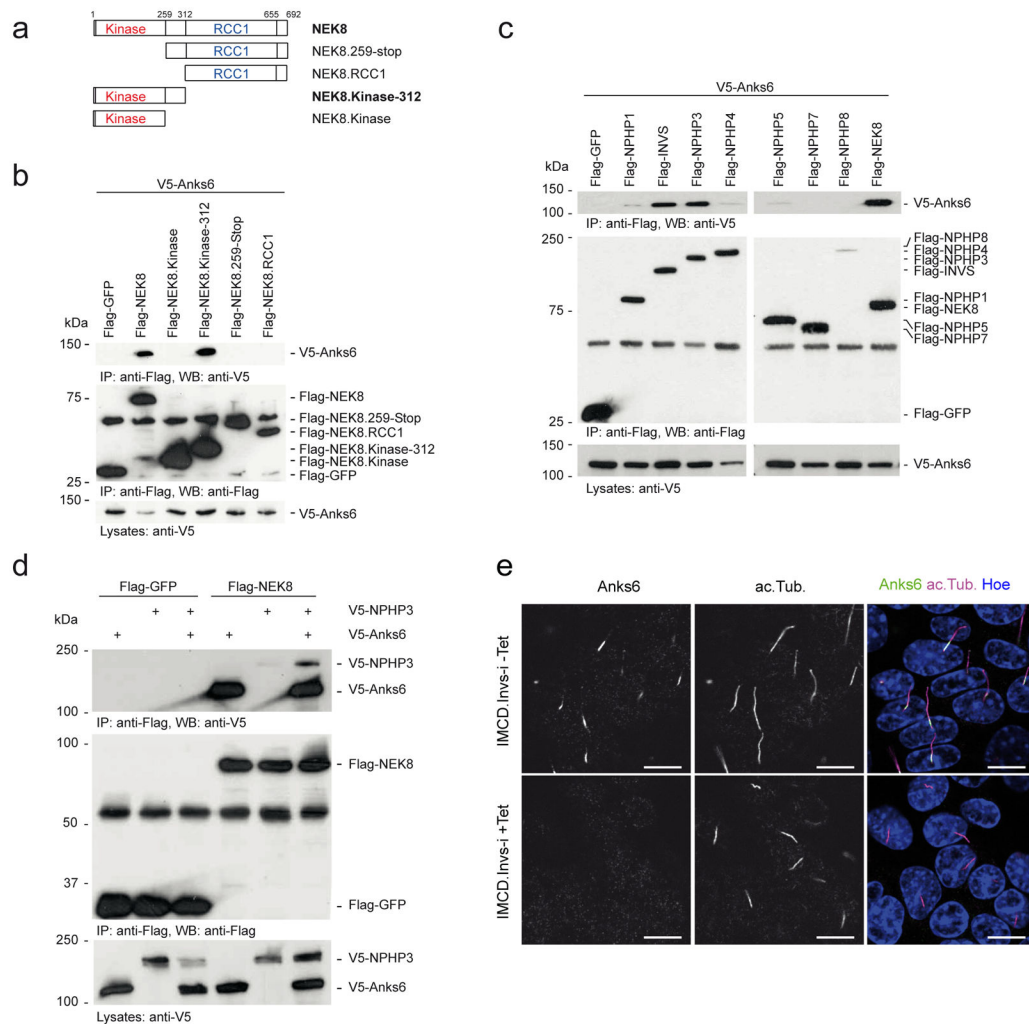 a
1 259 312 655 692
Kinase RCC1 NEK8
RCC1 NEK8.259-stop
RCC1 NEK8.RCC1
Kinase NEK8.Kinase-312
Kinase NEK8.Kinase
b
V5-Anks6
Flag-GFP
Flag-NEK8
Flag-NEK8.Kinase
Flag-NEK8.Kinase-312
Flag-NEK8.259-Stop
Flag-NEK8.RCC1
kDa
150 -
- V5-Anks6
IP: anti-Flag, WB: anti-V5
75 -
- Flag-NEK8
- Flag-NEK8.259-Stop
- Flag-NEK8.RCC1
- Flag-NEK8.Kinase-312
- Flag-NEK8.Kinase
- Flag-GFP
25 -
IP: anti-Flag, WB: anti-Flag
150 -
- V5-Anks6
Lysates: anti-V5
c
V5-Anks6
Flag-GFP
Flag-NPHP1
Flag-INVS
Flag-NPHP3
Flag-NPHP4
Flag-NPHP5
Flag-NPHP7
Flag-NPHP8
Flag-NEK8
kDa
150 -
- V5-Anks6
100 -
IP: anti-Flag, WB: anti-V5
250 -
Flag-NPHP8
Flag-NPHP4
Flag-NPHP3
Flag-INVS
75 -
Flag-NPHP1
Flag-NEK8
Flag-NPHP5
Flag-NPHP7
- Flag-GFP
25 -
IP: anti-Flag, WB: anti-Flag
150 -
- V5-Anks6
100 -
Lysates: anti-V5
d
Flag-GFP Flag-NEK8
+ + + + V5-NPHP3
+ + + + V5-Anks6
kDa
250 -
- V5-NPHP3
- V5-Anks6
100 -
IP: anti-Flag, WB: anti-V5
100 -
- Flag-NEK8
50 -
37 -
- Flag-GFP
IP: anti-Flag, WB: anti-Flag
250 -
- V5-NPHP3
- V5-Anks6
100 -
Lysates: anti-V5
e
Anks6 ac.Tub. Anks6 ac.Tub. Hoe
IMCD.Invs-i -Tet
IMCD.Invs-i +Tet